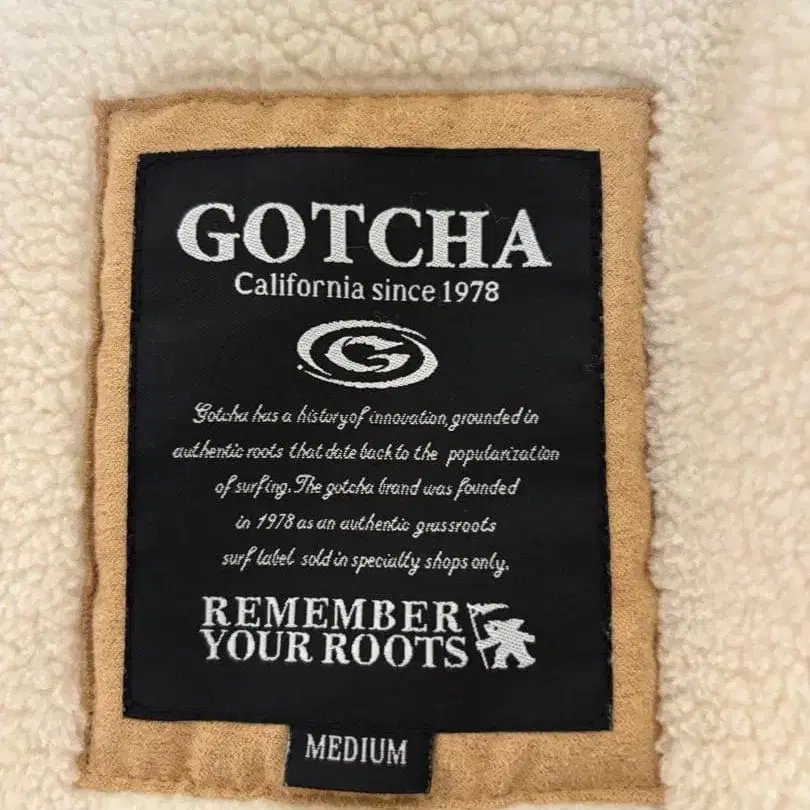 GOTCHA
California since 1978
G
Gotcha has a history of innovation, grounded in
authentic roots that date back to the popularization
of surfing. The gotcha brand was founded
in 1978 as an authentic grassroots
surf label sold in specialty shops only.
REMEMBER
YOUR ROOTS
MEDIUM